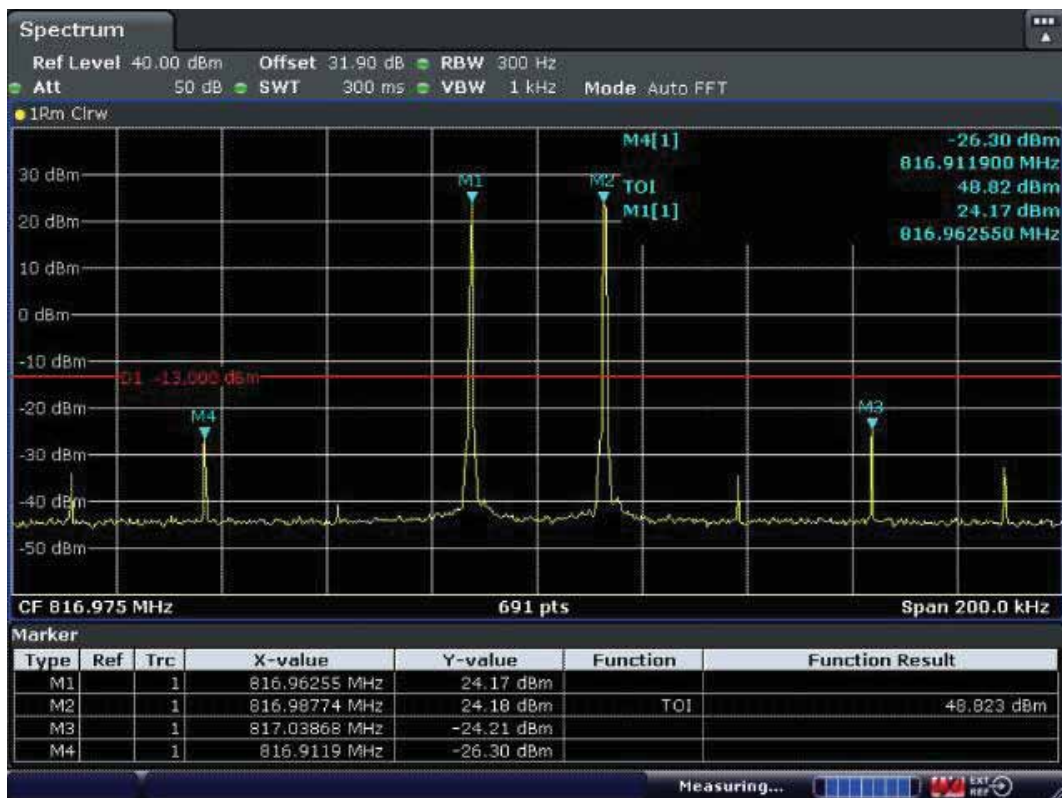 Spectrum
Ref Level 40.00 dBm Offset 31.90 dB RBW 300 Hz
Att 50 dB SWT 300 ms VBW 1 kHz Mode Auto FFT
1Rm Clrw
M4[1] -26.30 dBm
816.911900 MHz
30 dBm
M1
M2
TOI 48.82 dBm
M1[1] 24.17 dBm
20 dBm
816.962550 MHz
10 dBm
0 dBm
-10 dBm
D1 -13.000 dBm
-20 dBm
M4
M3
-30 dBm
-40 dBm
-50 dBm
CF 816.975 MHz 691 pts Span 200.0 kHz
Marker
Type Ref Trc X-value Y-value Function Function Result
M1 1 816.96255 MHz 24.17 dBm
M2 1 816.98774 MHz 24.18 dBm TOI 48.823 dBm
M3 1 817.03868 MHz -24.21 dBm
M4 1 816.9119 MHz -26.30 dBm
Measuring... EXT REF